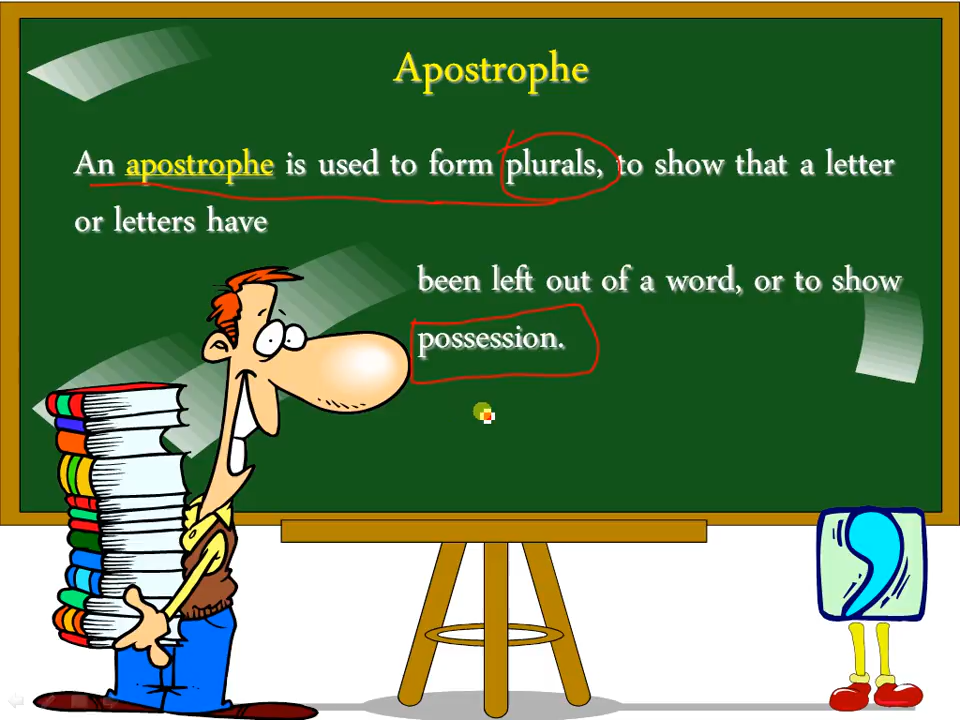 Apostrophe
An apostrophe is used to form plurals, to show that a letter
or letters have
been left out of a word, or to show
possession.